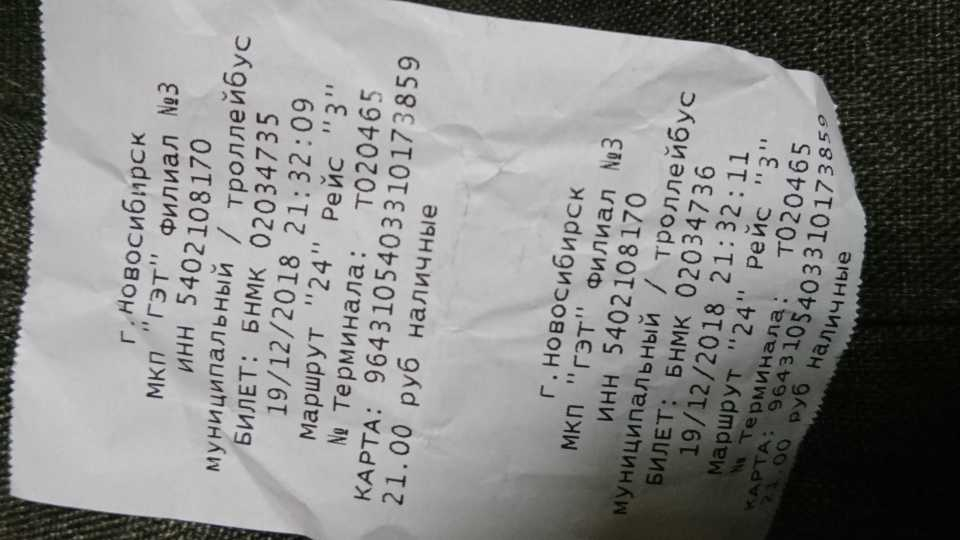 г.Новосибирск
МКП "ГЭТ" Филиал №3
ИНН 5402108170
Муниципальный / троллейбус
БИЛЕТ: БНМК 02034735
19/12/2018 21:32:09
Маршрут "24" Рейс "3"
№ Терминала: Т020465
КАРТА: 9643105403310173859
21.00 руб наличные
г.Новосибирск
МКП "ГЭТ" Филиал №3
ИНН 5402108170
Муниципальный / троллейбус
БИЛЕТ: БНМК 02034736
19/12/2018 21:32:11
Маршрут "24" Рейс "3"
№ Терминала: Т020465
КАРТА: 9643105403310173859
21.00 руб наличные